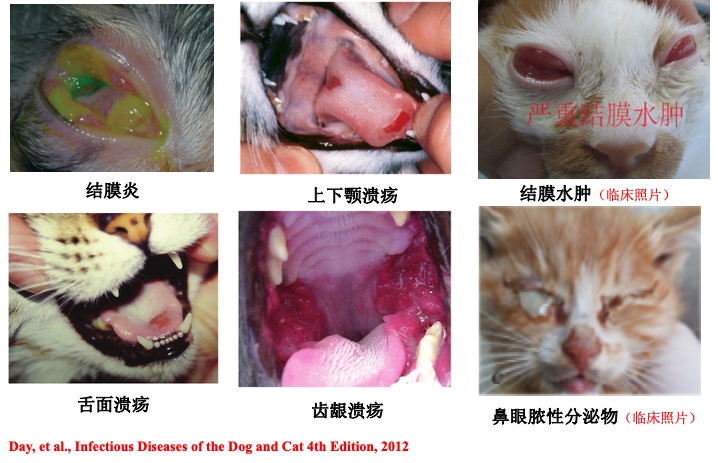 严重结膜水肿
结膜炎
上下颚溃疡
结膜水肿（临床照片）
舌面溃疡
齿龈溃疡
鼻眼脓性分泌物（临床照片）
Day, et al., Infectious Diseases of the Dog and Cat 4th Edition, 2012